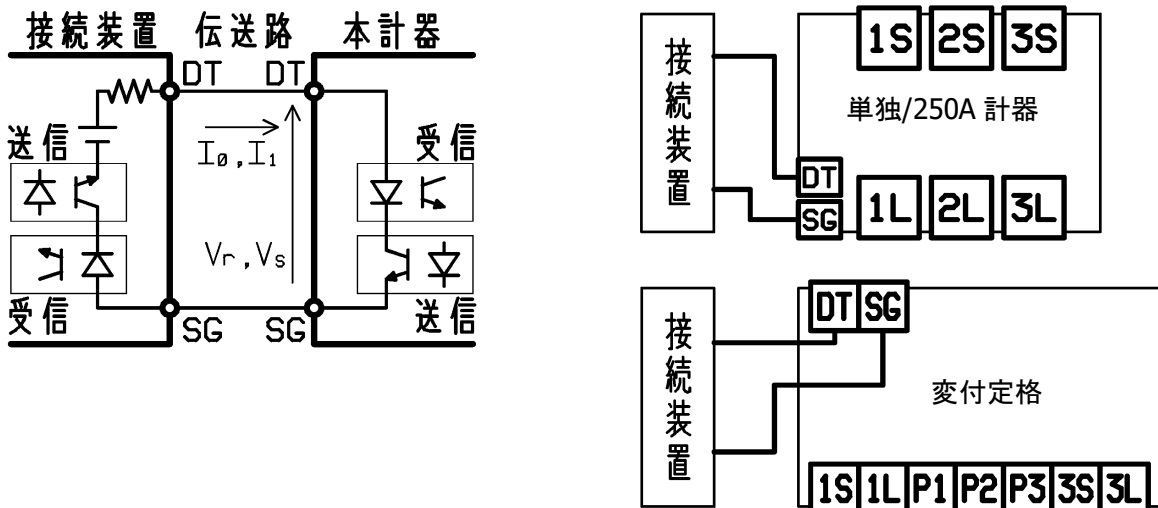 接続装置 伝送路 本計器
DT DT
送信 受信
I0,I1
Vr,Vs
受信 送信
SG SG
1S 2S 3S
接続装置
単独/250A 計器
DT
SG
1L 2L 3L
DT SG
接続装置
変付定格
1S 1L P1 P2 P3 3S 3L